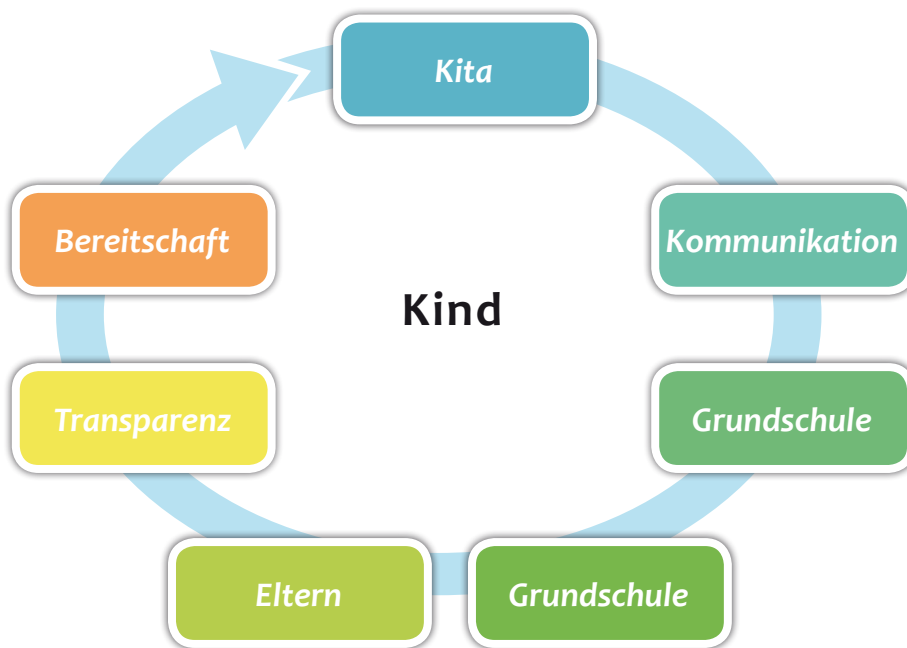 Kita
Bereitschaft
Kommunikation
Kind
Transparenz
Grundschule
Eltern
Grundschule